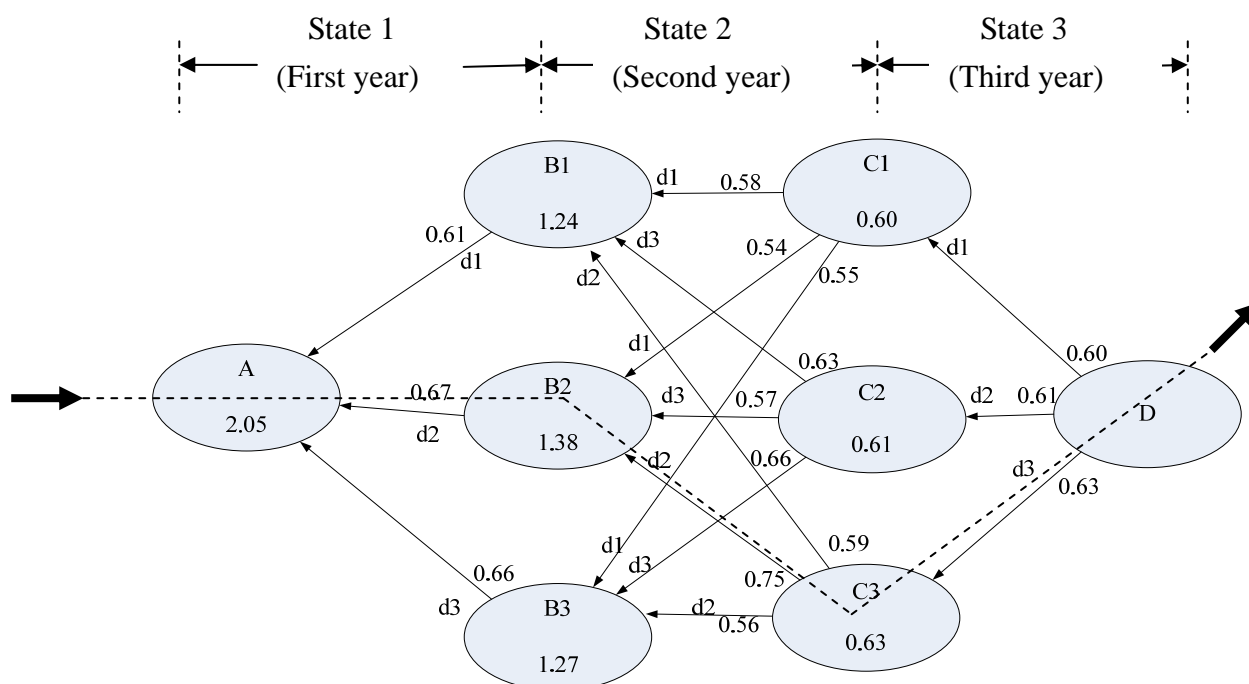 State 1
(First year)
State 2
(Second year)
State 3
(Third year)
B1
1.24
C1
0.60
d1
0.58
0.61
d1
d3
d2
0.54
0.55
d1
A
2.05
0.67
d2
B2
1.38
d1
d3
0.57
d2
0.63
C2
0.61
0.66
0.60
d2
0.61
D
d3
0.63
0.66
d3
B3
1.27
d1
d3
d2
0.56
0.59
0.75
C3
0.63